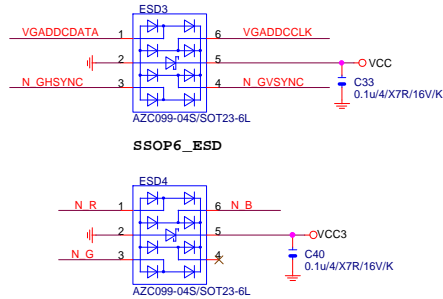 ESD3
VGADDCDATA 1 6 VGADDCCLK
2 5 VCC
N_GHSYNC 3 4 N_GVSYNC
C33
0.1u/4/X7R/16V/K
AZC099-04S/SOT23-6L
SSOP6_ESD
ESD4
N_R 1 6 N_B
2 5 VCC3
N_G 3 4
C40
0.1u/4/X7R/16V/K
AZC099-04S/SOT23-6L